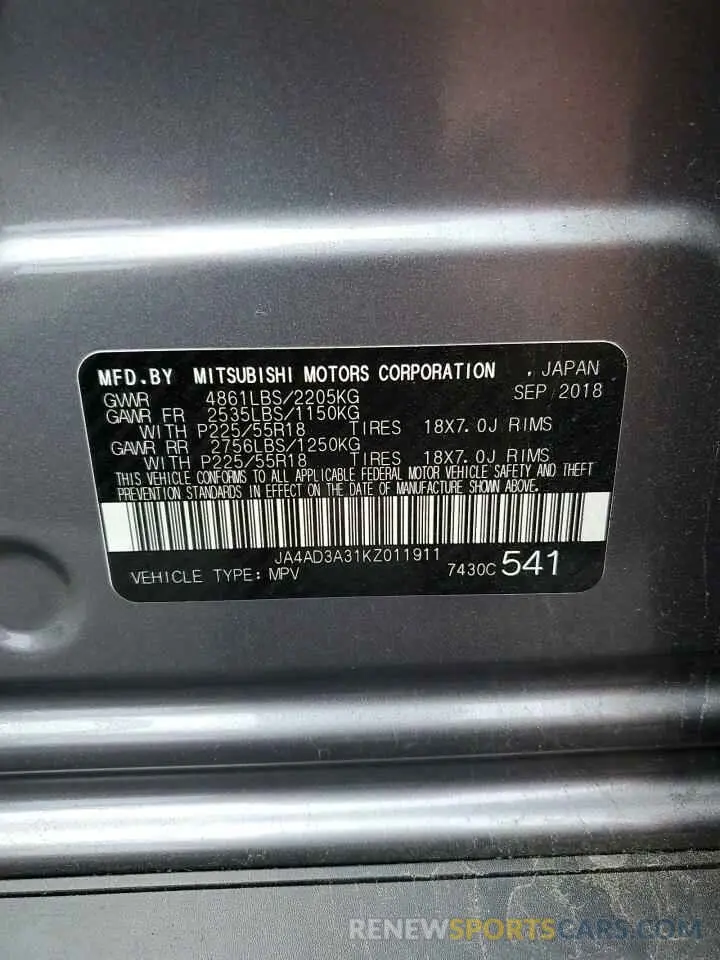 MFD.BY MITSUBISHI MOTORS CORPORATION , JAPAN
GVWR 4861LBS/2205KG SEP 2018
GAWR FR 2535LBS/1150KG
WITH P225/55R18 TIRES 18X7.0J RIMS
GAWR RR 2756LBS/1250KG
WITH P225/55R18 TIRES 18X7.0J RIMS
THIS VEHICLE CONFORMS TO ALL APPLICABLE FEDERAL MOTOR VEHICLE SAFETY AND THEFT
PREVENTION STANDARDS IN EFFECT ON THE DATE OF MANUFACTURE SHOWN ABOVE.
JA4AD3A31KZ011911
VEHICLE TYPE: MPV 7430C 541
RENEWSPORTSCARS.COM